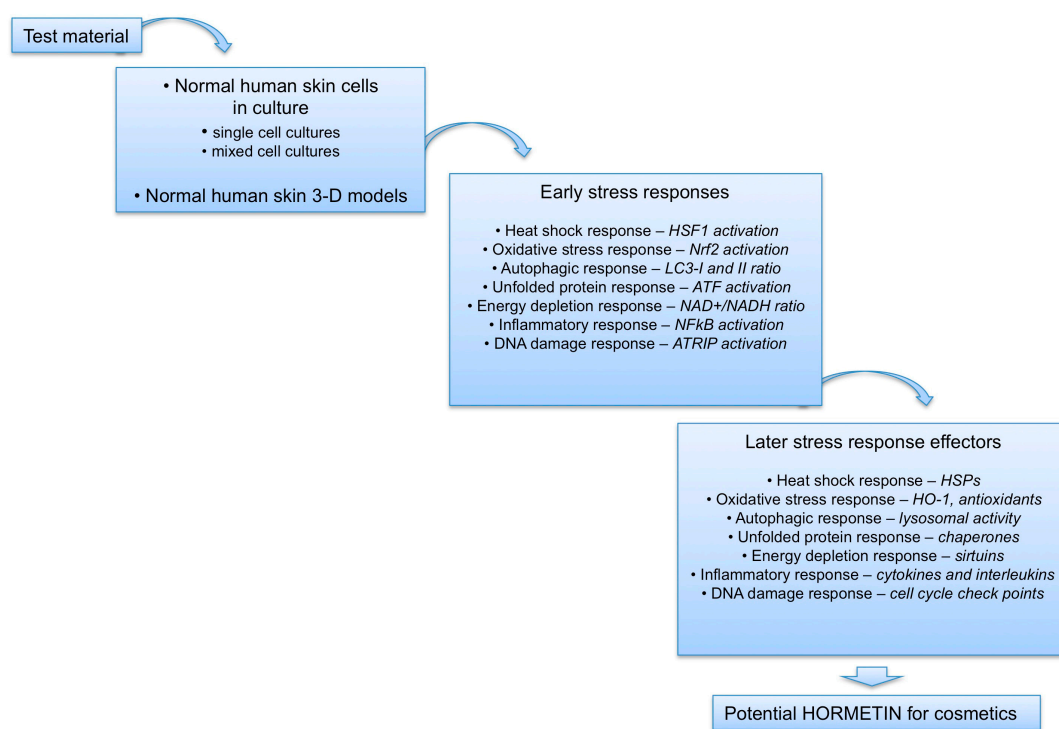 Test material
• Normal human skin cells
in culture
• single cell cultures
• mixed cell cultures
• Normal human skin 3-D models
Early stress responses
• Heat shock response – HSF1 activation
• Oxidative stress response – Nrf2 activation
• Autophagic response – LC3-I and II ratio
• Unfolded protein response – ATF activation
• Energy depletion response – NAD+/NADH ratio
• Inflammatory response – NFkB activation
• DNA damage response – ATRIP activation
Later stress response effectors
• Heat shock response – HSPs
• Oxidative stress response – HO-1, antioxidants
• Autophagic response – lysosomal activity
• Unfolded protein response – chaperones
• Energy depletion response – sirtuins
• Inflammatory response – cytokines and interleukins
• DNA damage response – cell cycle check points
Potential HORMETIN for cosmetics